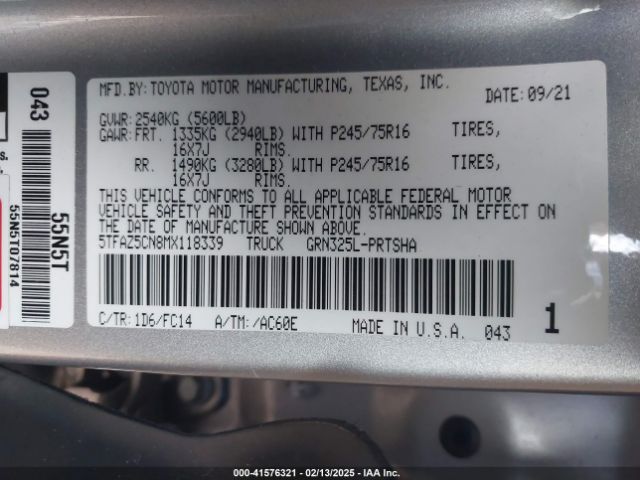 MFD.BY:TOYOTA MOTOR MANUFACTURING, TEXAS, INC.
DATE:09/21
GVWR:2540KG (5600LB)
GAWR:FRT. 1335KG (2940LB) WITH P245/75R16 TIRES,
16X7J RIMS.
RR. 1490KG (3280LB) WITH P245/75R16 TIRES,
16X7J RIMS.
THIS VEHICLE CONFORMS TO ALL APPLICABLE FEDERAL MOTOR
VEHICLE SAFETY AND THEFT PREVENTION STANDARDS IN EFFECT ON
THE DATE OF MANUFACTURE SHOWN ABOVE.
5TFAZ5CN8MX118339 TRUCK GRN325L-PRTSHA
C/TR:1D6/FC14 A/TM:/AC60E MADE IN U.S.A. 043
1
043
55N5T
55N5T07814
s.
.
00-41576321 - 02/13/2025 - IAA Inc.